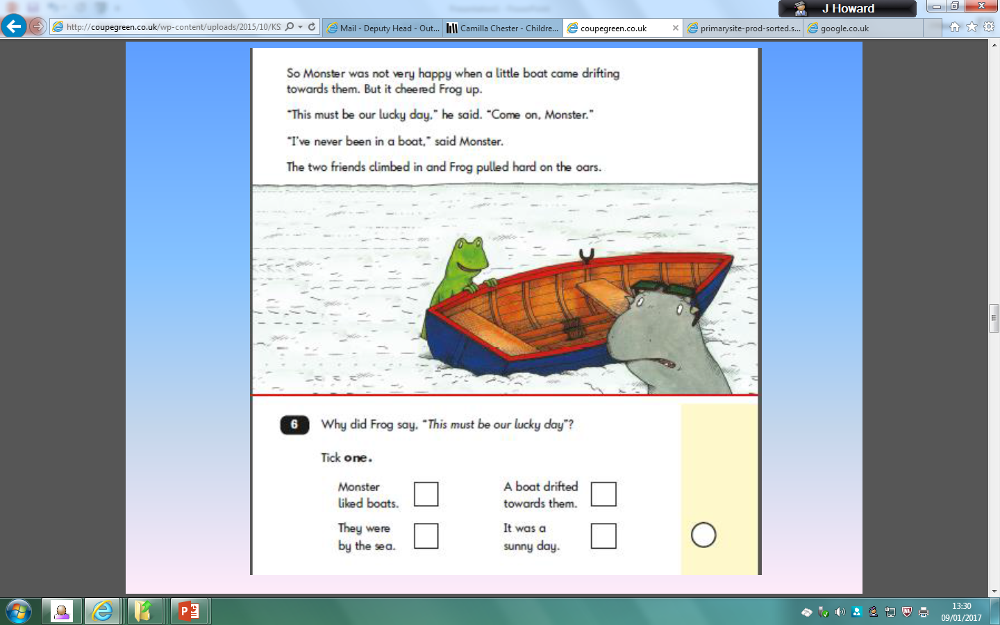 J Howard
http://coupegreen.co.uk/wp-content/uploads/2015/10/KS
Mail - Deputy Head - Out...
Camilla Chester - Childre...
coupegreen.co.uk
primarysite-prod-sorted.s...
google.co.uk
So Monster was not very happy when a little boat came drifting
towards them. But it cheered Frog up.
“This must be our lucky day,” he said. “Come on, Monster.”
“I’ve never been in a boat,” said Monster.
The two friends climbed in and Frog pulled hard on the oars.
6 Why did Frog say, “This must be our lucky day”?
Tick one.
Monster
liked boats.
A boat drifted
towards them.
They were
by the sea.
It was a
sunny day.
13:30
09/01/2017